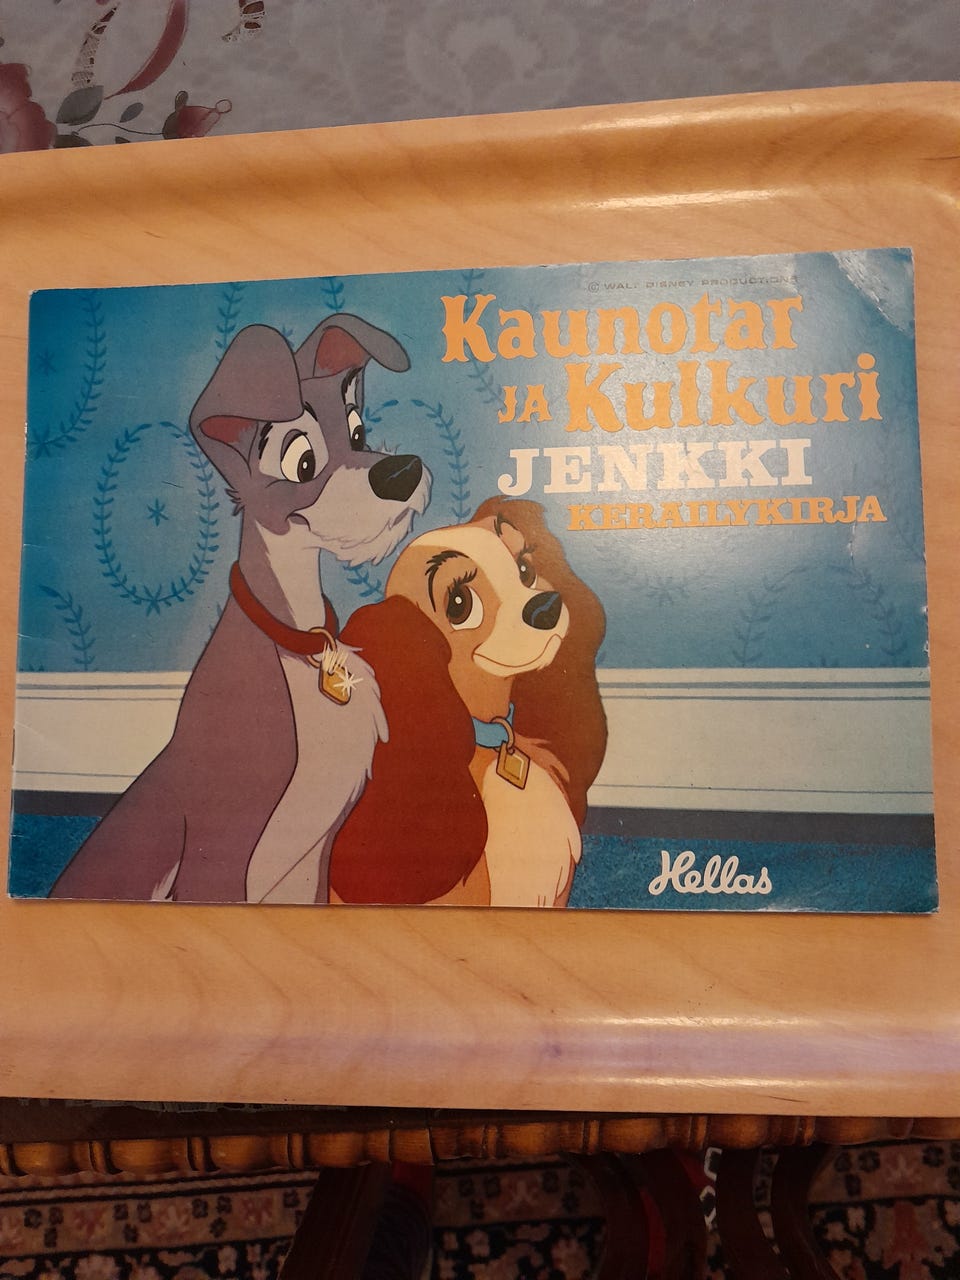 © WALT DISNEY PRODUCTIONS
Kaunotar
JA Kulkuri
JENKKI
KERÄILYKIRJA
Hellas